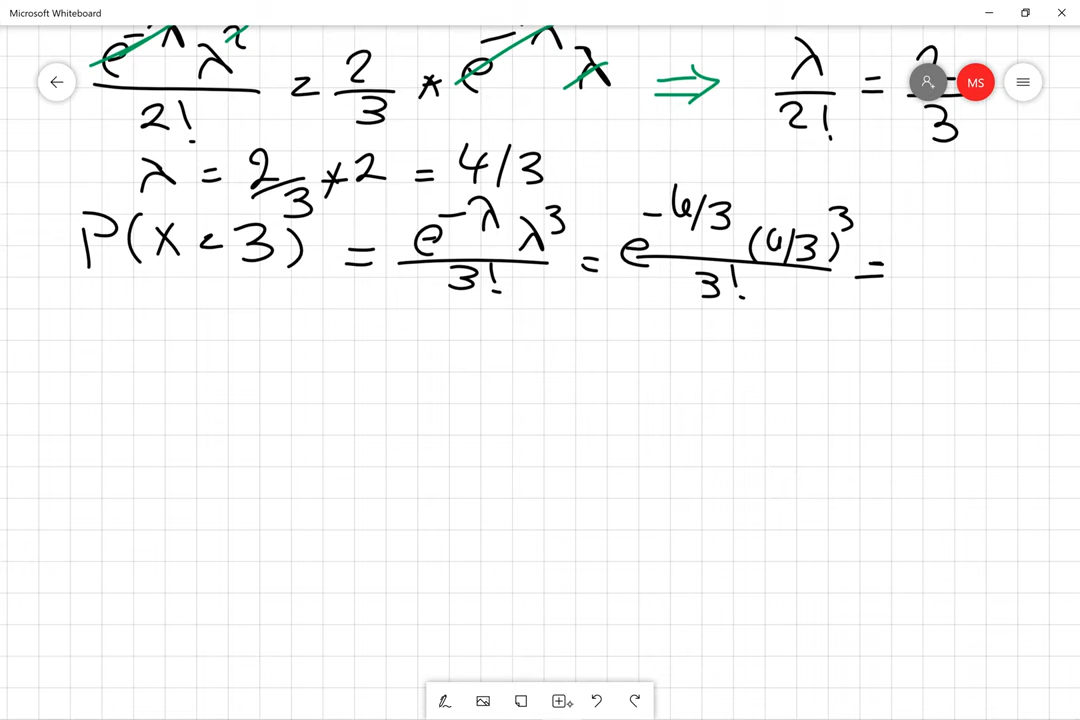 Microsoft Whiteboard
e^-λ λ^2 / 2! = 2/3 * e^-λ λ ⇒ λ/2! = 2/3
MS
λ = 2/3 * 2 = 4/3
P(X = 3) = e^-λ λ^3 / 3! = e^-4/3 (4/3)^3 / 3! =